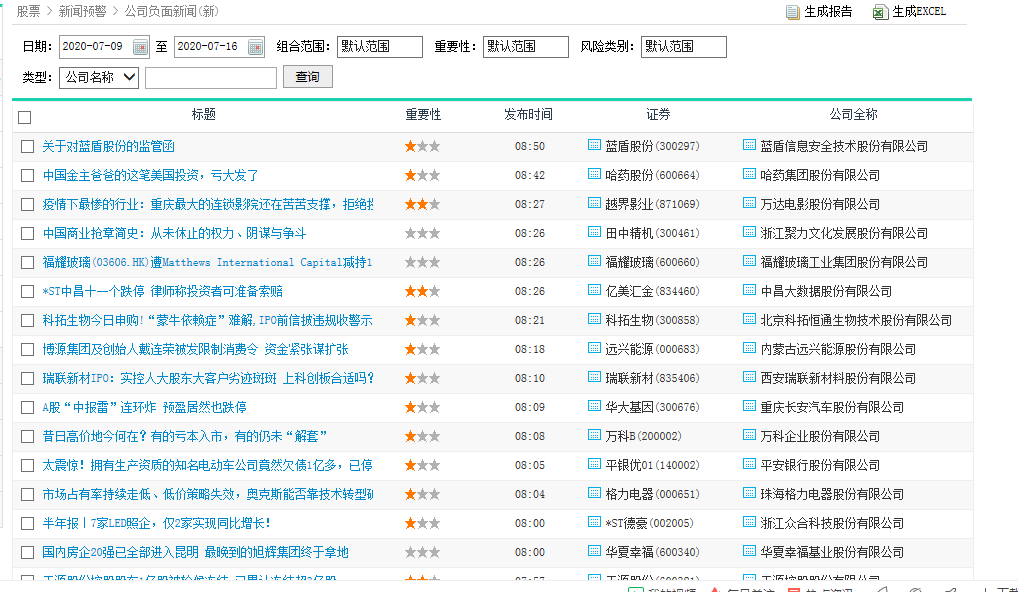 股票 > 新闻预警 > 公司负面新闻(新) 生成报告 生成EXCEL
日期： 2020-07-09 至 2020-07-16 组合范围： 默认范围 重要性： 默认范围 风险类别： 默认范围
类型： 公司名称 查询
标题 重要性 发布时间 证券 公司全称
关于对蓝盾股份的监管函 08:50 蓝盾股份(300297) 蓝盾信息安全技术股份有限公司
中国金主爸爸的这笔美国投资，亏大发了 08:42 哈药股份(600664) 哈药集团股份有限公司
疫情下最惨的行业：重庆最大的连锁影院还在苦苦支撑，拒绝 08:27 越界影业(871069) 万达电影股份有限公司
中国商业抢章简史：从未休止的权力、阴谋与争斗 08:26 田中精机(300461) 浙江聚力文化发展股份有限公司
福耀玻璃(03606.HK)遭Matthews International Capital减持1 08:26 福耀玻璃(600660) 福耀玻璃工业集团股份有限公司
*ST中昌十一个跌停 律师称投资者可准备索赔 08:26 亿美汇金(834460) 中昌大数据股份有限公司
科拓生物今日申购!“蒙牛依赖症”难解,IPO前信披违规收警示 08:21 科拓生物(300858) 北京科拓恒通生物技术股份有限公司
博源集团及创始人戴连荣被发限制消费令 资金紧张谋扩张 08:18 远兴能源(000683) 内蒙古远兴能源股份有限公司
瑞联新材IPO：实控人大股东大客户劣迹斑斑 上科创板合适吗？ 08:10 瑞联新材(835406) 西安瑞联新材料股份有限公司
A股“中报雷”连环炸 预盈居然也跌停 08:09 华大基因(300676) 重庆长安汽车股份有限公司
昔日高价地今何在？有的亏本入市，有的仍未“解套” 08:08 万科B(200002) 万科企业股份有限公司
太震惊！拥有生产资质的知名电动车公司竟然欠债1亿多，已停 08:05 平银优01(140002) 平安银行股份有限公司
市场占有率持续走低、低价策略失效，奥克斯能否靠技术转型 08:04 格力电器(000651) 珠海格力电器股份有限公司
半年报丨7家LED照企，仅2家实现同比增长！ 08:00 *ST德豪(002005) 浙江众合科技股份有限公司
国内房企20强已全部进入昆明 最晚到的旭辉集团终于拿地 08:00 华夏幸福(600340) 华夏幸福基业股份有限公司